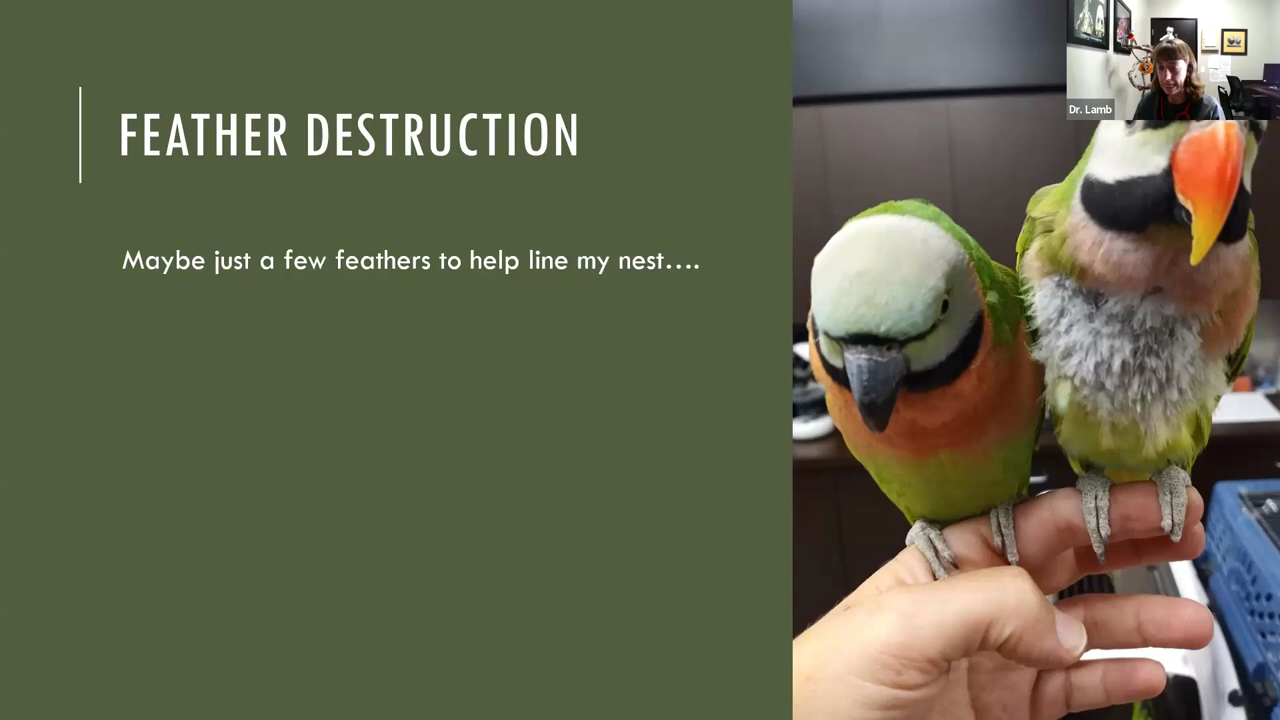 FEATHER DESTRUCTION
Maybe just a few feathers to help line my nest....
Dr. Lamb